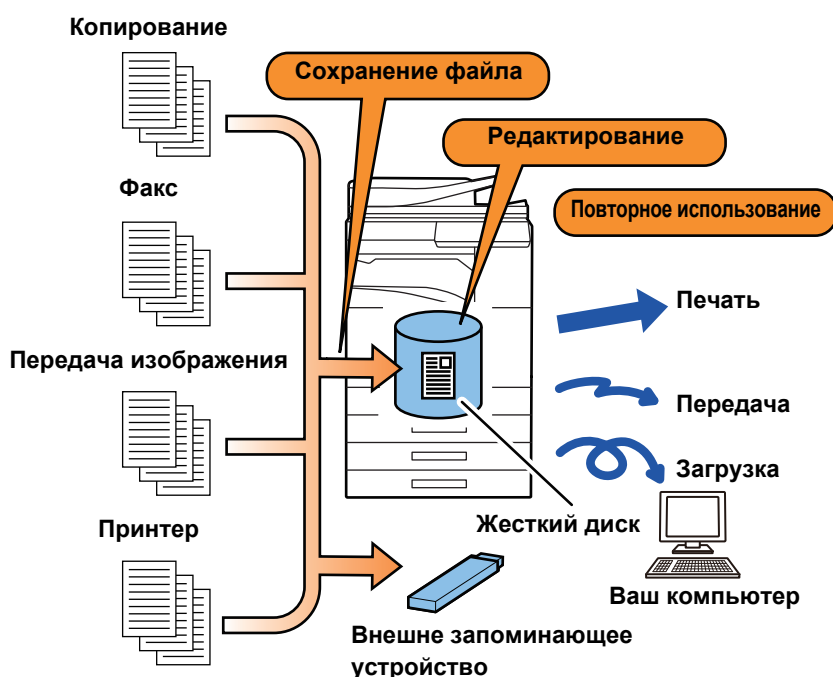 Копирование
Сохранение файла
Редактирование
Факс
Повторное использование
Печать
Передача изображения
Передача
Загрузка
Жесткий диск
Принтер
Ваш компьютер
Внешне запоминающее
устройство